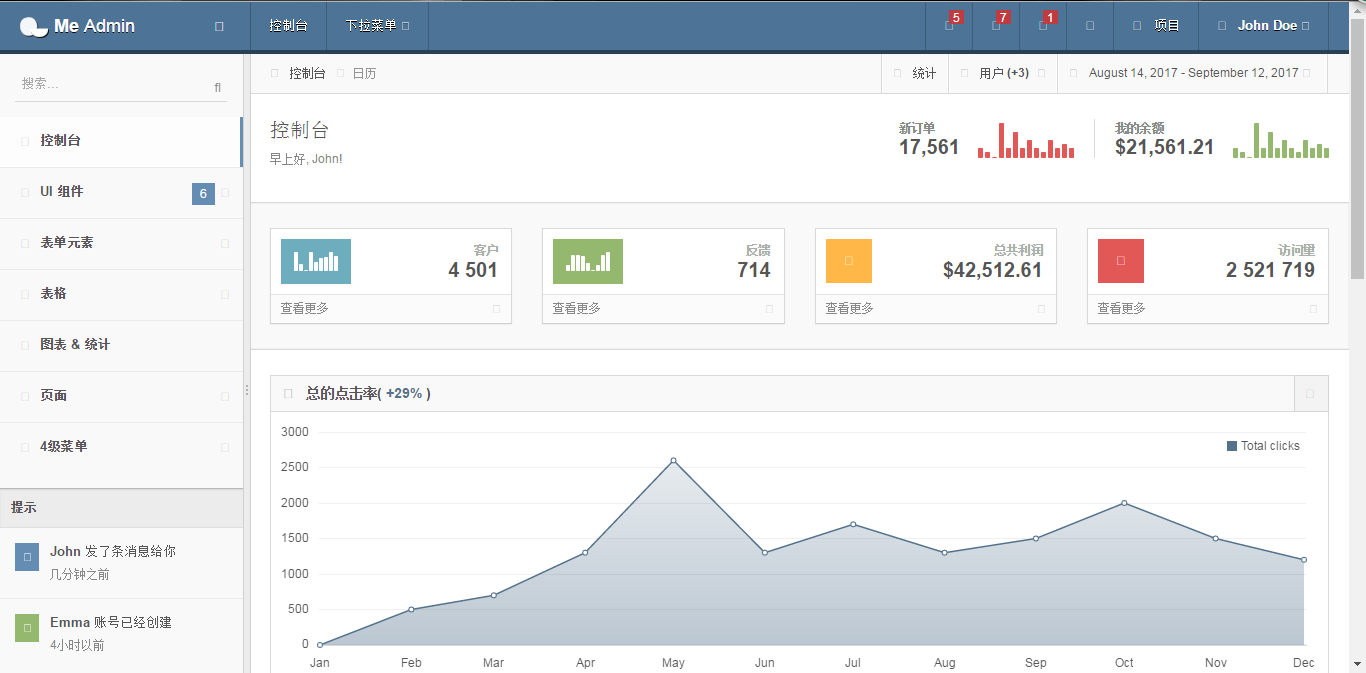 Me Admin
控制台
下拉菜单
5
7
1
项目
John Doe
搜索...
控制台
UI 组件
6
表单元素
表格
图表 & 统计
页面
4级菜单
提示
John 发了条消息给你
几分钟之前
Emma 账号已经创建
4小时以前
控制台
日历
统计
用户 (+3)
August 14, 2017 - September 12, 2017
控制台
早上好, John!
新订单
17,561
我的余额
$21,561.21
客户
4 501
查看更多
反馈
714
查看更多
总共利润
$42,512.61
查看更多
访问量
2 521 719
查看更多
总的点击率( +29% )
Total clicks
3000
2500
2000
1500
1000
500
0
Jan Feb Mar Apr May Jun Jul Aug Sep Oct Nov Dec